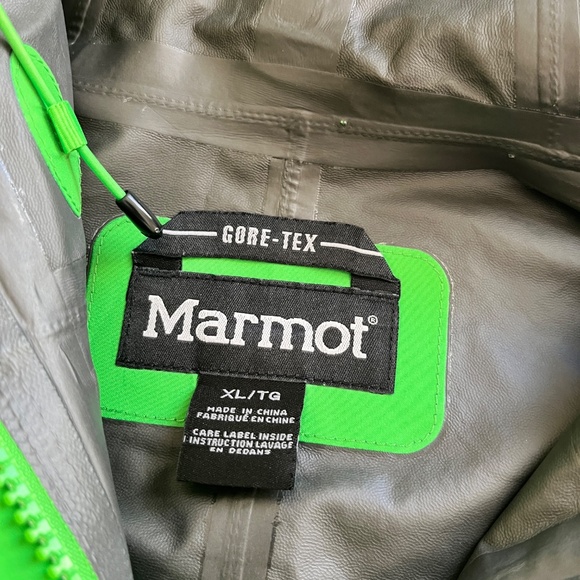 GORE-TEX
Marmot®
XL/TG
MADE IN CHINA
FABRIQUÉ EN CHINE
CARE LABEL INSIDE
INSTRUCTION LAVAGE
EN DEDANS